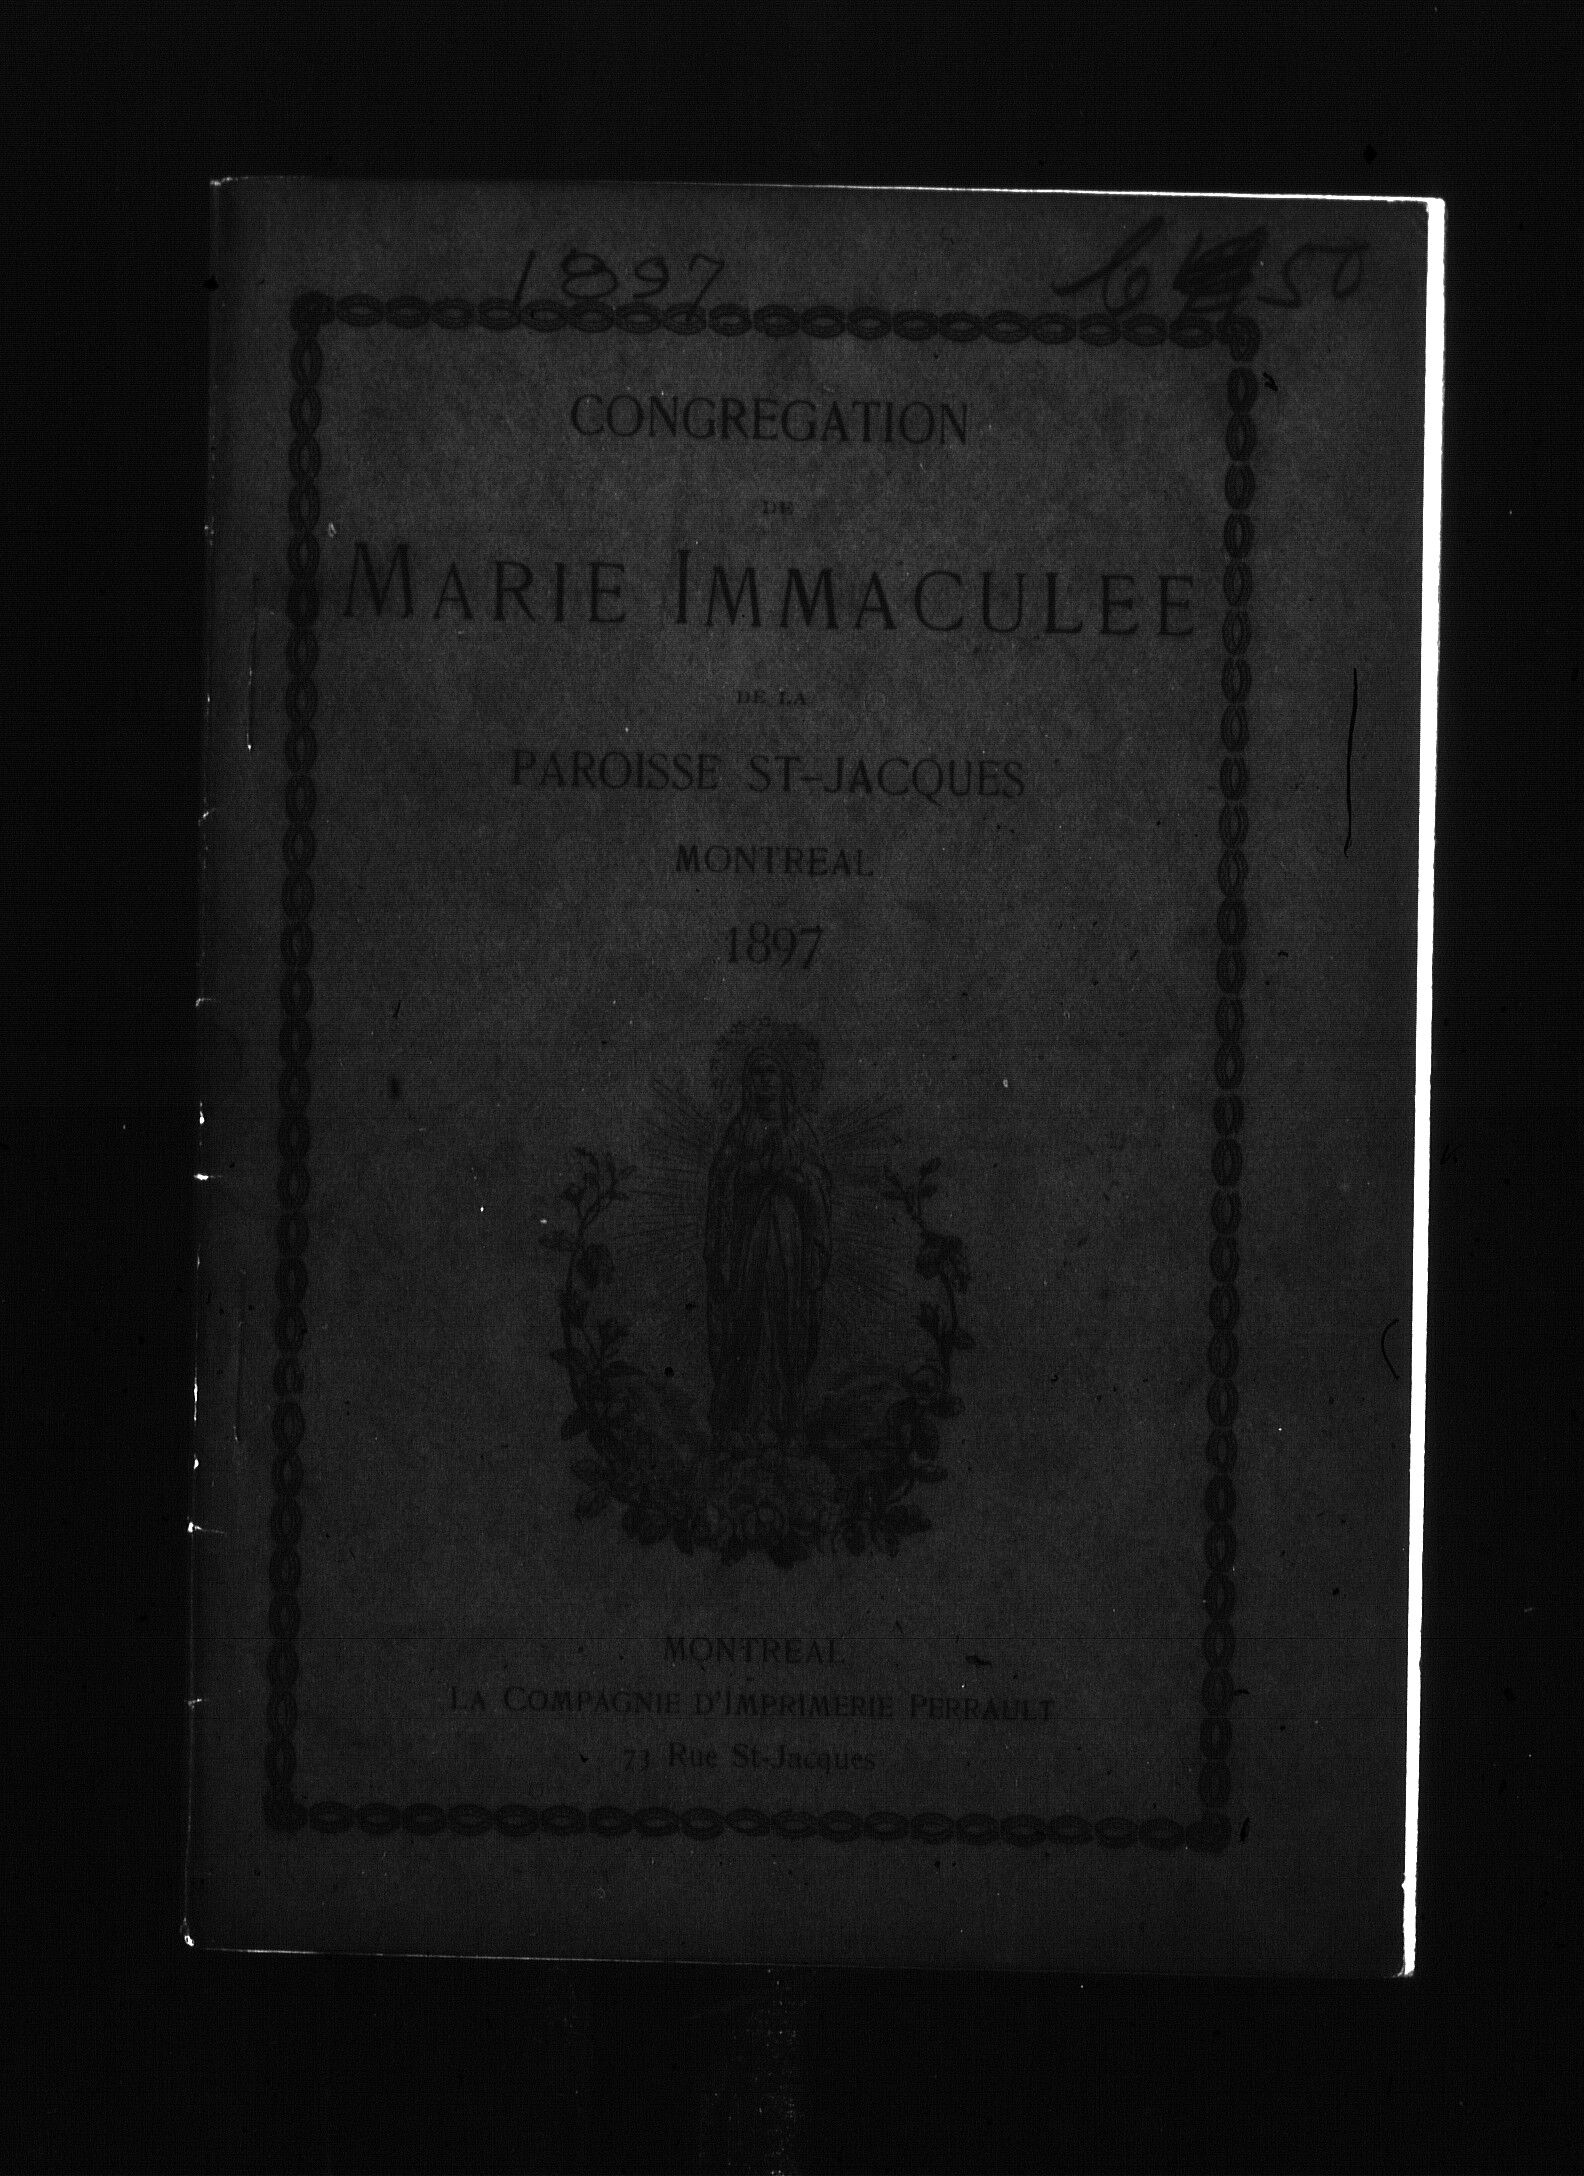 1897 50
CONGREGATION
DE
MARIE IMMACULEE
DE LA
PAROISSE ST-JACQUES
MONTREAL
1897
MONTREAL
LA COMPAGNIE D'IMPRIMERIE PERRAULT
73 Rue St-Jacques